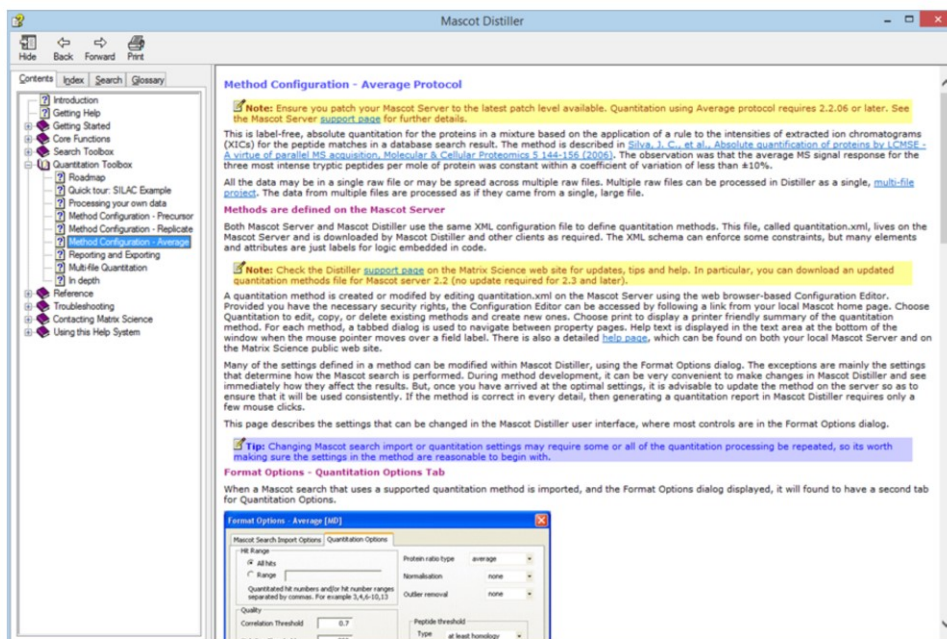 Mascot Distiller
Hide Back Forward Print
Contents Index Search Glossary
Introduction
Getting Help
Getting Started
Core Functions
Search Toolbox
Quantitation Toolbox
Roadmap
Quick tour: SILAC Example
Processing your own data
Method Configuration - Precursor
Method Configuration - Replicate
Method Configuration - Average
Reporting and Exporting
Multi-file Quantitation
In depth
Reference
Troubleshooting
Contacting Matrix Science
Using this Help System
Method Configuration - Average Protocol
Note: Ensure you patch your Mascot Server to the latest patch level available. Quantitation using Average protocol requires 2.2.06 or later. See
the Mascot Server support page for further details.
This is label-free, absolute quantitation for the proteins in a mixture based on the application of a rule to the intensities of extracted ion chromatograms
(XICs) for the peptide matches in a database search result. The method is described in Silva, J. C., et al., Absolute quantification of proteins by LCMSE -
A virtue of parallel MS acquisition, Molecular & Cellular Proteomics 5 144-156 (2006). The observation was that the average MS signal response for the
three most intense tryptic peptides per mole of protein was constant within a coefficient of variation of less than ±10%.
All the data may be in a single raw file or may be spread across multiple raw files. Multiple raw files can be processed in Distiller as a single, multi-file
project. The data from multiple files are processed as if they came from a single, large file.
Methods are defined on the Mascot Server
Both Mascot Server and Mascot Distiller use the same XML configuration file to define quantitation methods. This file, called quantitation.xml, lives on the
Mascot Server and is downloaded by Mascot Distiller and other clients as required. The XML schema can enforce some constraints, but many elements
and attributes are just labels for logic embedded in code.
Note: Check the Distiller support page on the Matrix Science web site for updates, tips and help. In particular, you can download an updated
quantitation methods file for Mascot server 2.2 (no update required for 2.3 and later).
A quantitation method is created or modified by editing quantitation.xml on the Mascot Server using the web browser-based Configuration Editor.
Provided you have the necessary security rights, the Configuration Editor can be accessed by following a link from your local Mascot home page. Choose
Quantitation to edit, copy, or delete existing methods and create new ones. Choose print to display a printer friendly summary of the quantitation
method. For each method, a tabbed dialog is used to navigate between property pages. Help text is displayed in the text area at the bottom of the
window when the mouse pointer moves over a field label. There is also a detailed help page, which can be found on both your local Mascot Server and on
the Matrix Science public web site.
Many of the settings defined in a method can be modified within Mascot Distiller, using the Format Options dialog. The exceptions are mainly the settings
that determine how the Mascot search is performed. During method development, it can be very convenient to make changes in Mascot Distiller and see
immediately how they affect the results. But, once you have arrived at the optimal settings, it is advisable to update the method on the server so as to
ensure that it will be used consistently. If the method is correct in every detail, then generating a quantitation report in Mascot Distiller requires only a
few mouse clicks.
This page describes the settings that can be changed in the Mascot Distiller user interface, where most controls are in the Format Options dialog.
Tip: Changing Mascot search import or quantitation settings may require some or all of the quantitation processing be repeated, so its worth
making sure the settings in the method are reasonable to begin with.
Format Options - Quantitation Options Tab
When a Mascot search that uses a supported quantitation method is imported, and the Format Options dialog displayed, it will found to have a second tab
for Quantitation Options.
Format Options - Average [MD]
Mascot Search Import Options Quantitation Options
Hit Range
All hits
Range
Quantitated hit numbers and/or hit number ranges
separated by commas. For example 3,4,6-10,13
Protein ratio type average
Normalisation none
Outlier removal none
Quality
Correlation Threshold 0.7
Peptide threshold
Type at least homology